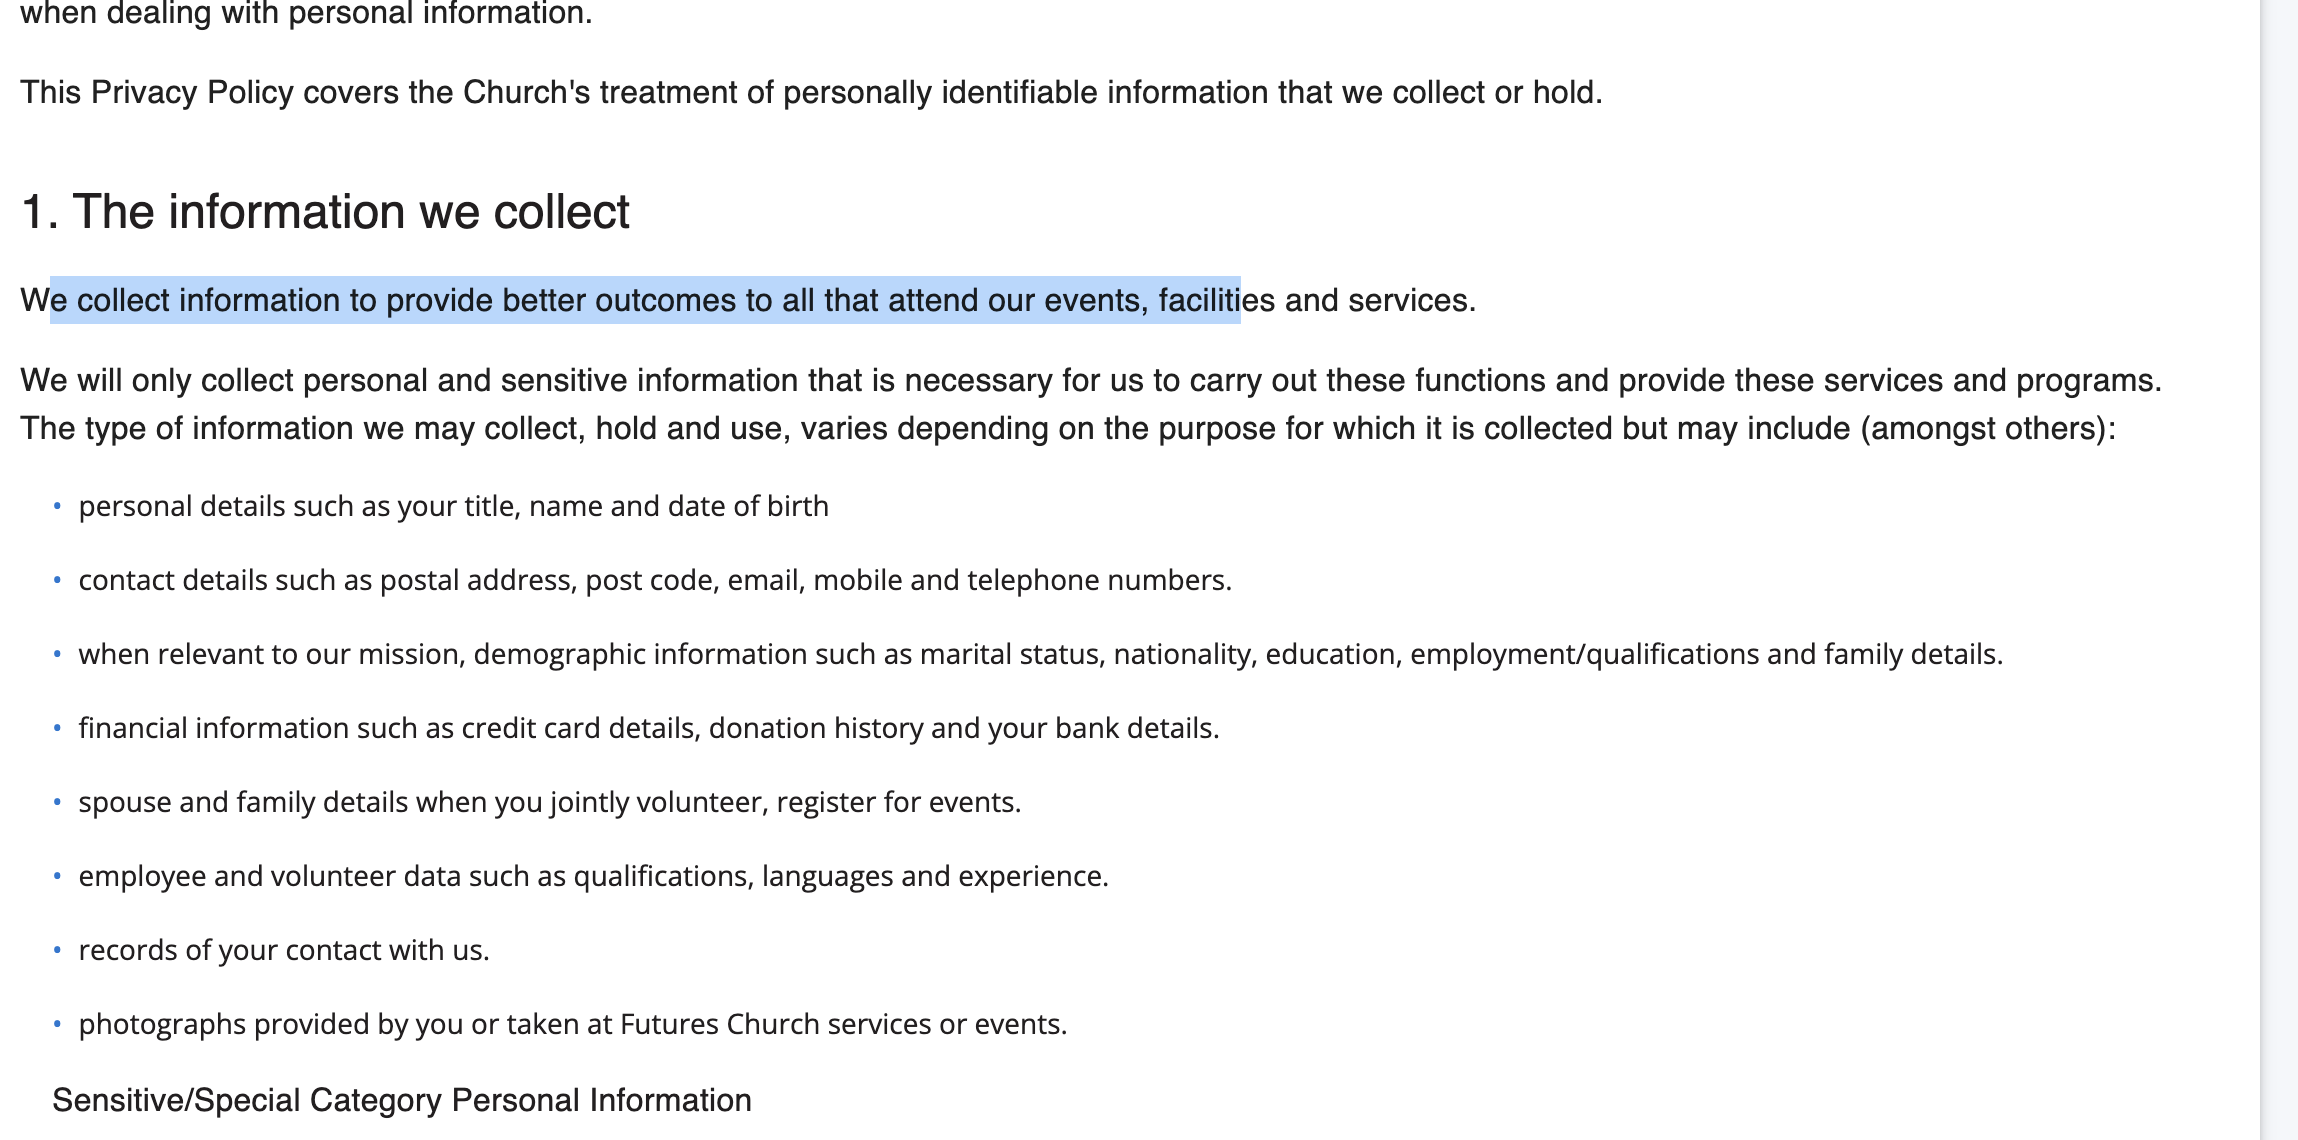 when dealing with personal information.
This Privacy Policy covers the Church's treatment of personally identifiable information that we collect or hold.
1. The information we collect
We collect information to provide better outcomes to all that attend our events, facilities and services.
We will only collect personal and sensitive information that is necessary for us to carry out these functions and provide these services and programs.
The type of information we may collect, hold and use, varies depending on the purpose for which it is collected but may include (amongst others):
• personal details such as your title, name and date of birth
• contact details such as postal address, post code, email, mobile and telephone numbers.
• when relevant to our mission, demographic information such as marital status, nationality, education, employment/qualifications and family details.
• financial information such as credit card details, donation history and your bank details.
• spouse and family details when you jointly volunteer, register for events.
• employee and volunteer data such as qualifications, languages and experience.
• records of your contact with us.
• photographs provided by you or taken at Futures Church services or events.
Sensitive/Special Category Personal Information